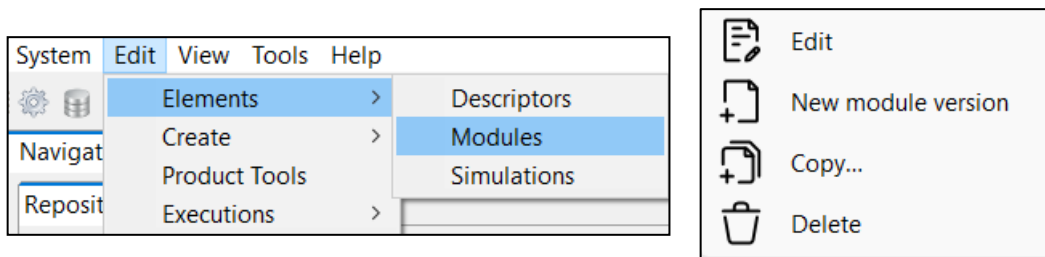 System Edit View Tools Help
Elements > Descriptors
Create > Modules
Navigat
Product Tools Simulations
Reposit
Executions >
Edit
New module version
Copy...
Delete